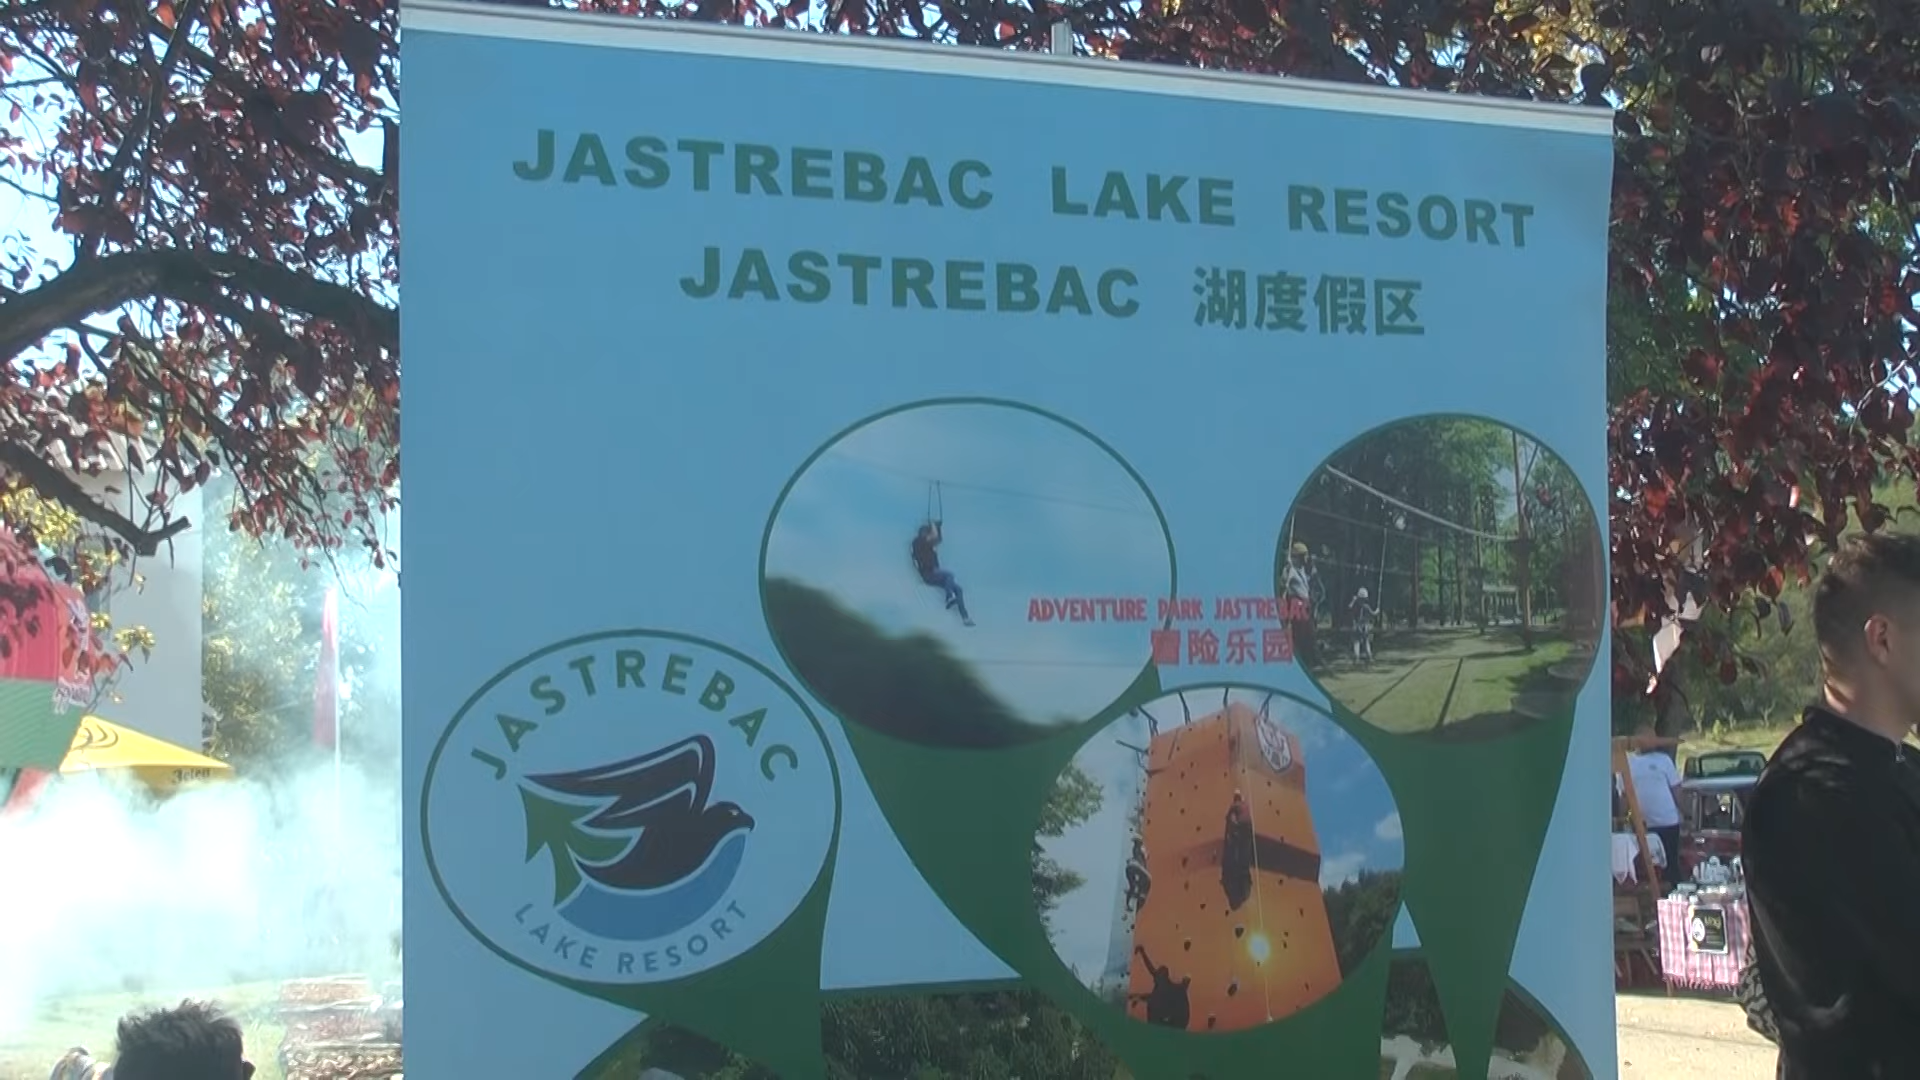 JASTREBAC LAKE RESORT
JASTREBAC 湖度假区
ADVENTURE PARK JASTREBAC
冒险乐园
JASTREBAC
LAKE RESORT